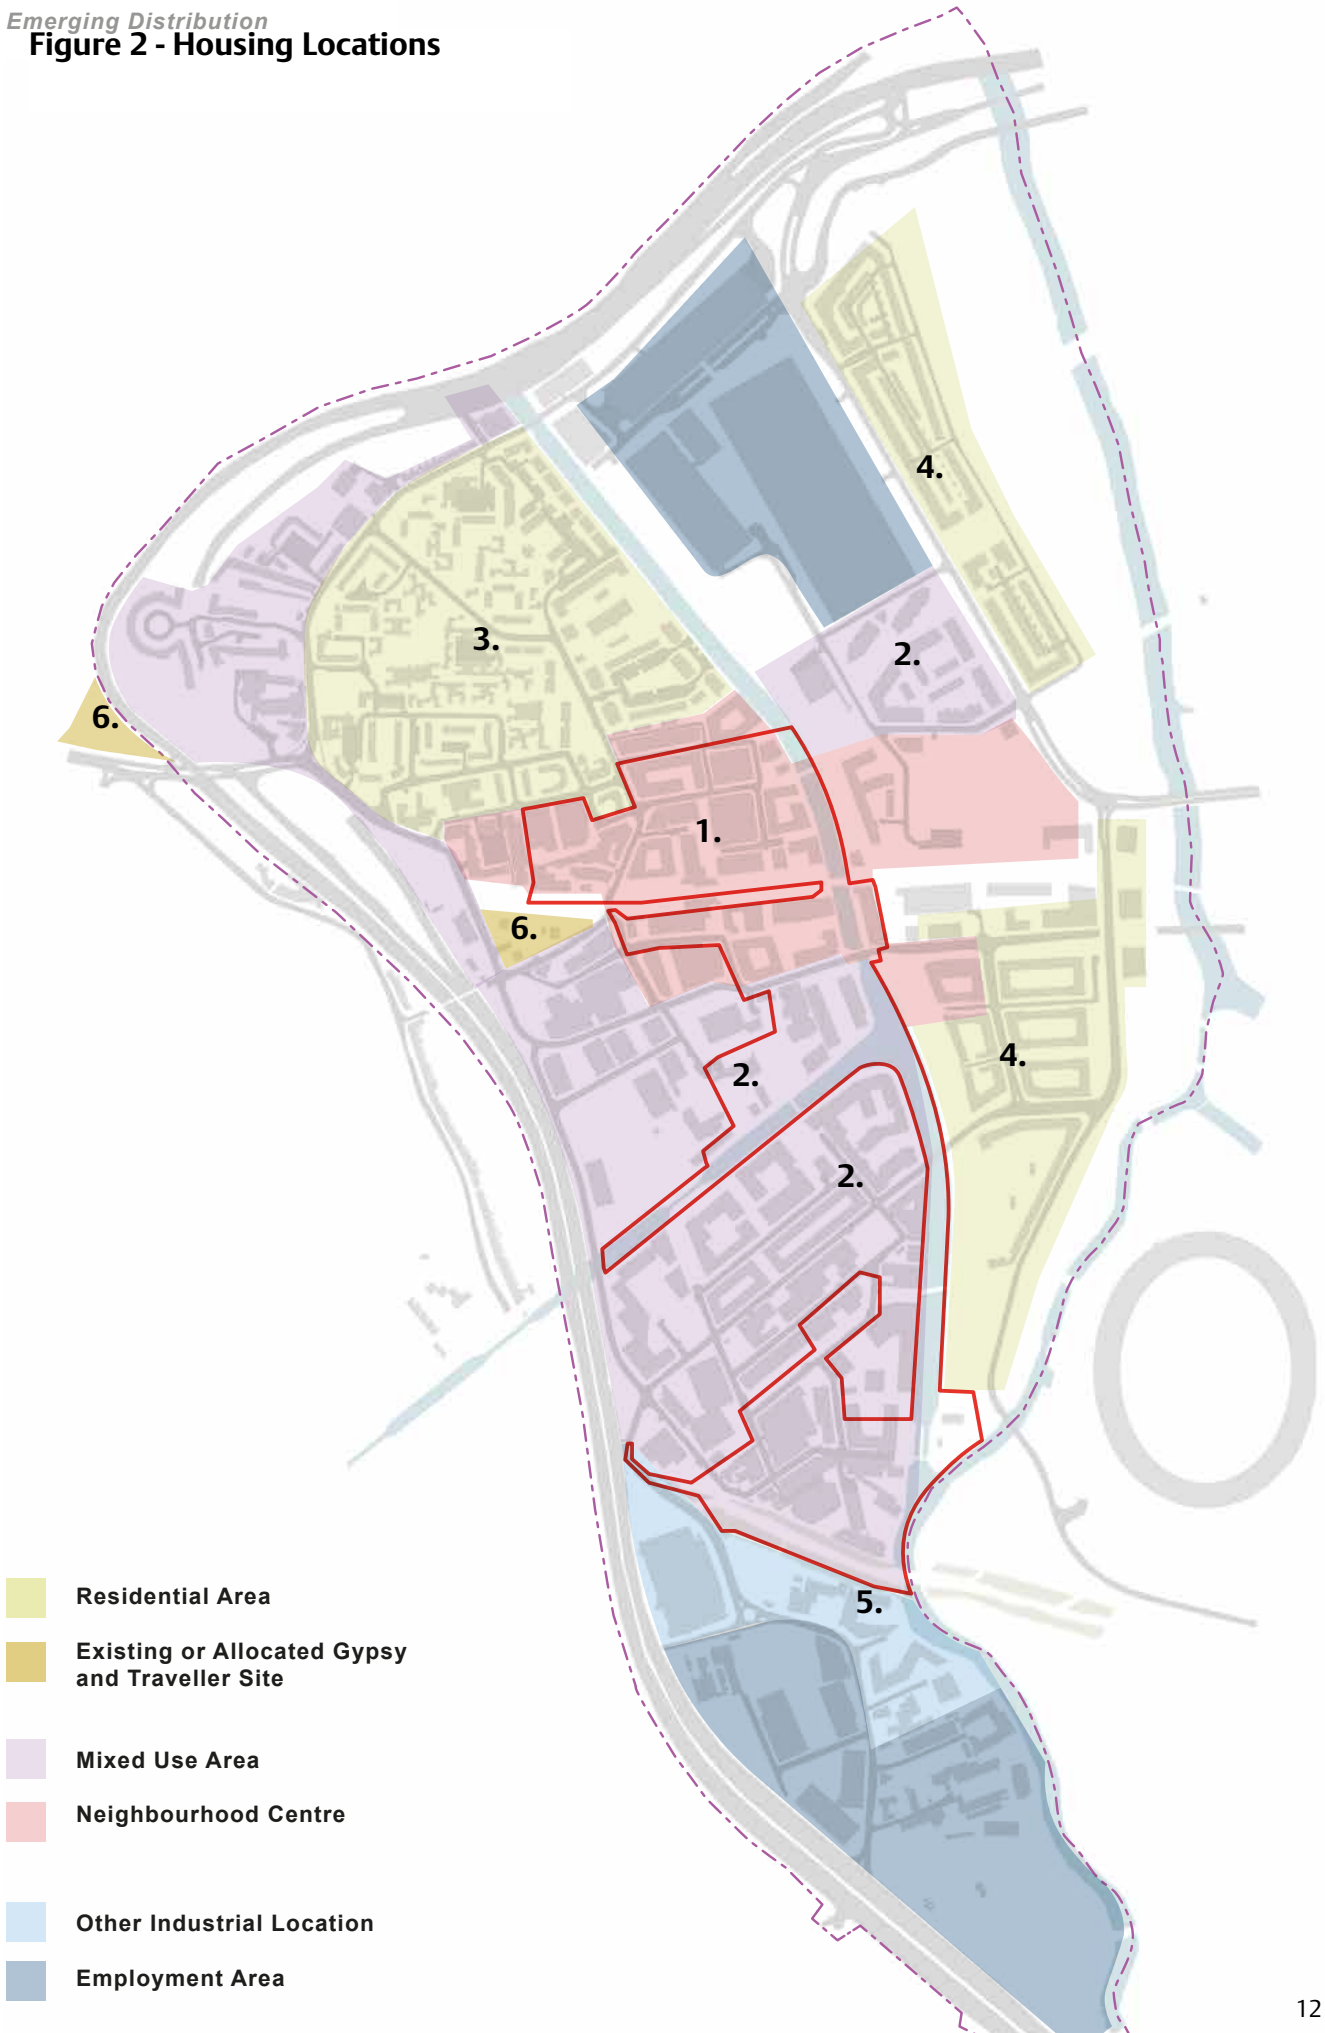 Emerging Distribution
Figure 2 - Housing Locations
4.
3.
2.
6.
1.
6.
4.
2.
2.
5.
Residential Area
Existing or Allocated Gypsy
and Traveller Site
Mixed Use Area
Neighbourhood Centre
Other Industrial Location
Employment Area
12